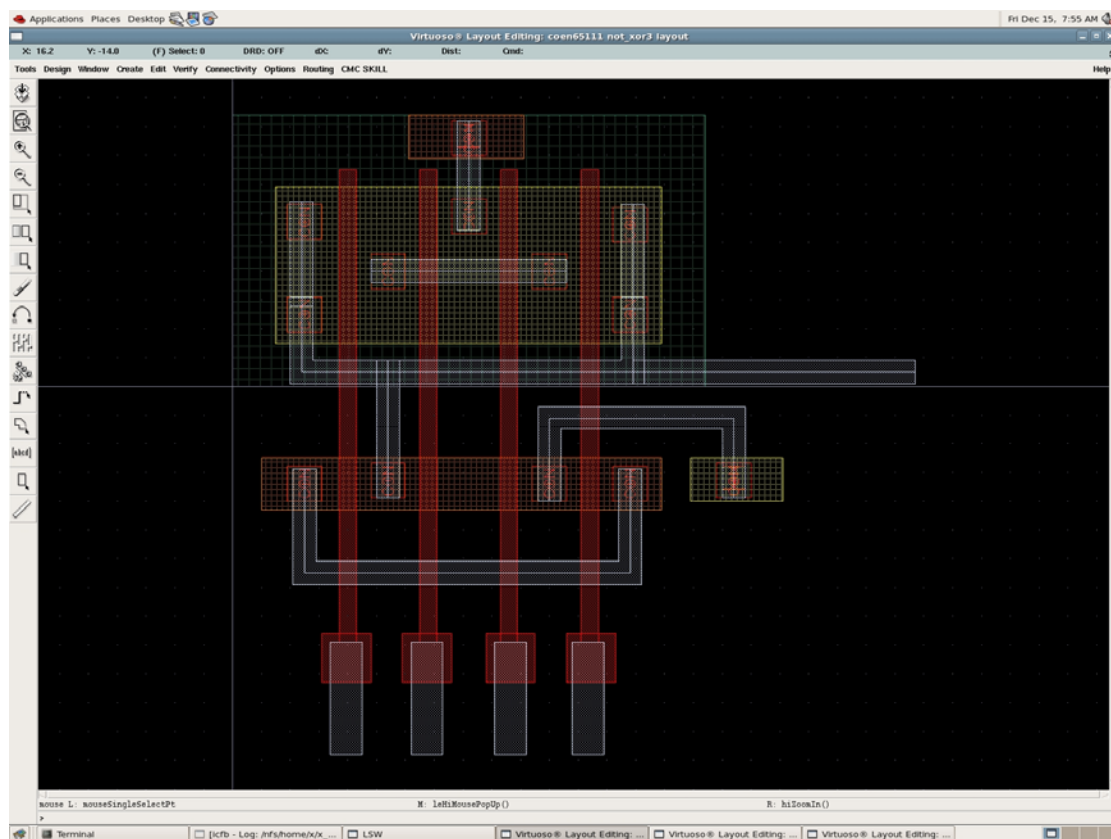 Applications Places Desktop Fri Dec 15, 7:55 AM
Virtuoso® Layout Editing: coen65111 not_xor3 layout
X: 16.2 Y: -14.0 (F) Select: 0 DRD: OFF dX: dY: Dist: Cmd:
Tools Design Window Create Edit Verify Connectivity Options Routing CMC SKILL Help
[abcd]
mouse L: mouseSingleSelectPt M: leHiMousePopUp() R: hiZoomIn()
>
Terminal [icfb - Log: /nfs/home/x/x_... LSW Virtuoso® Layout Editing: ... Virtuoso® Layout Editing: ... Virtuoso® Layout Editing: ...